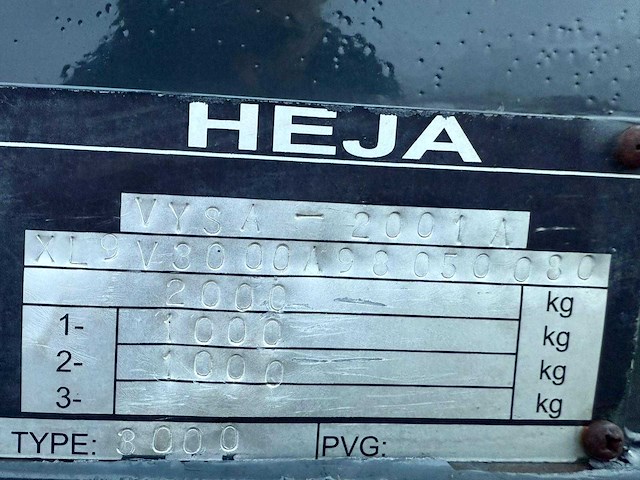 HEJA
VYSA - 2001A
XL9V3000A98050080
2000 kg
1- 1000 kg
2- 1000 kg
3- kg
TYPE: 3000 PVG: